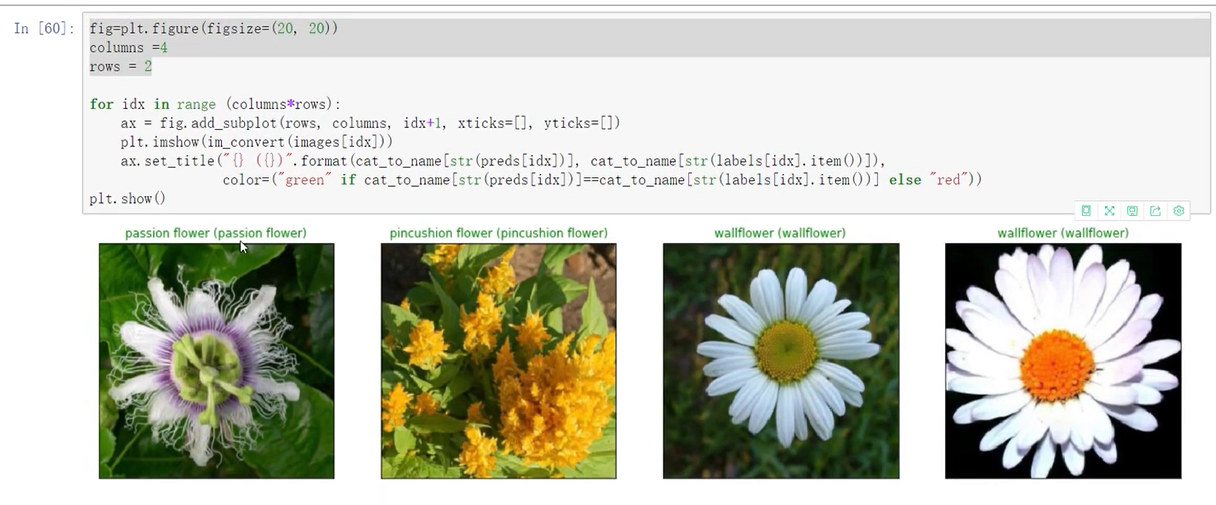 In [60]:
fig=plt.figure(figsize=(20, 20))
columns =4
rows = 2
for idx in range (columns*rows):
    ax = fig.add_subplot(rows, columns, idx+1, xticks=[], yticks=[])
    plt.imshow(im_convert(images[idx]))
    ax.set_title("{} ({})".format(cat_to_name[str(preds[idx])], cat_to_name[str(labels[idx].item())]),
                 color=("green" if cat_to_name[str(preds[idx])]==cat_to_name[str(labels[idx].item())] else "red"))
plt.show()
passion flower (passion flower)
pincushion flower (pincushion flower)
wallflower (wallflower)
wallflower (wallflower)